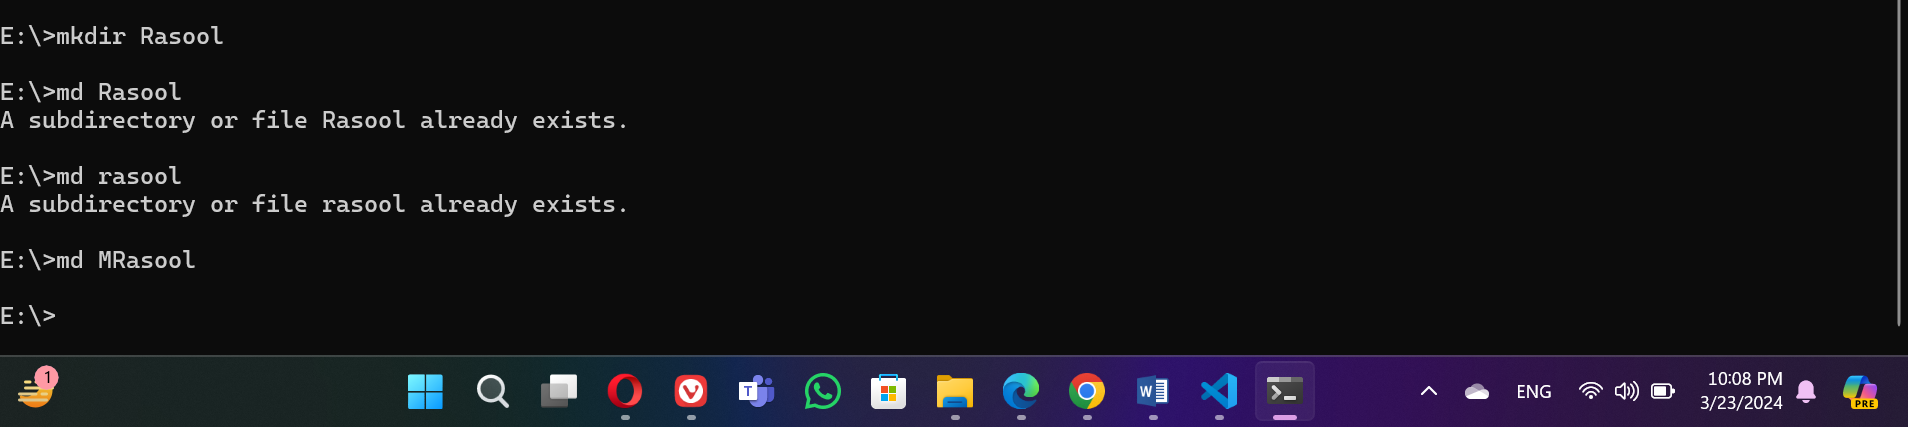 E:\>mkdir Rasool
E:\>md Rasool
A subdirectory or file Rasool already exists.
E:\>md rasool
A subdirectory or file rasool already exists.
E:\>md MRasool
E:\>
1
T
W
ENG
10:08 PM
3/23/2024
PRE